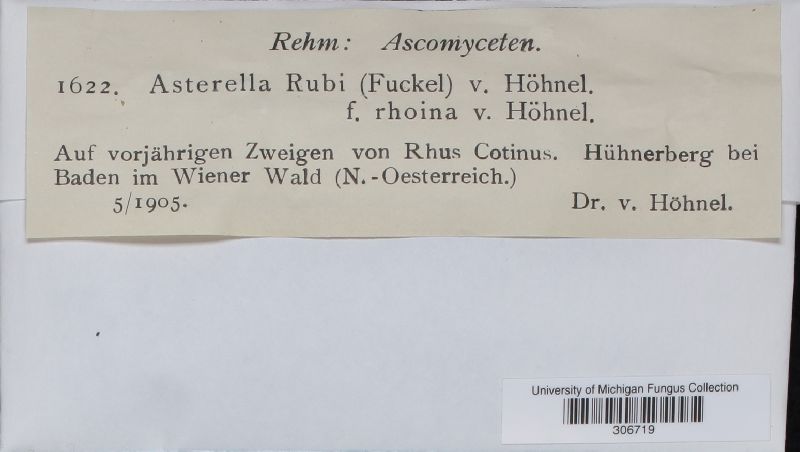 Rehm: Ascomyceten.
1622. Asterella Rubi (Fuckel) v. Höhnel.
f. rhoina v. Höhnel.
Auf vorjährigen Zweigen von Rhus Cotinus. Hühnerberg bei
Baden im Wiener Wald (N.-Oesterreich.)
5/1905. Dr. v. Höhnel.
University of Michigan Fungus Collection
306719